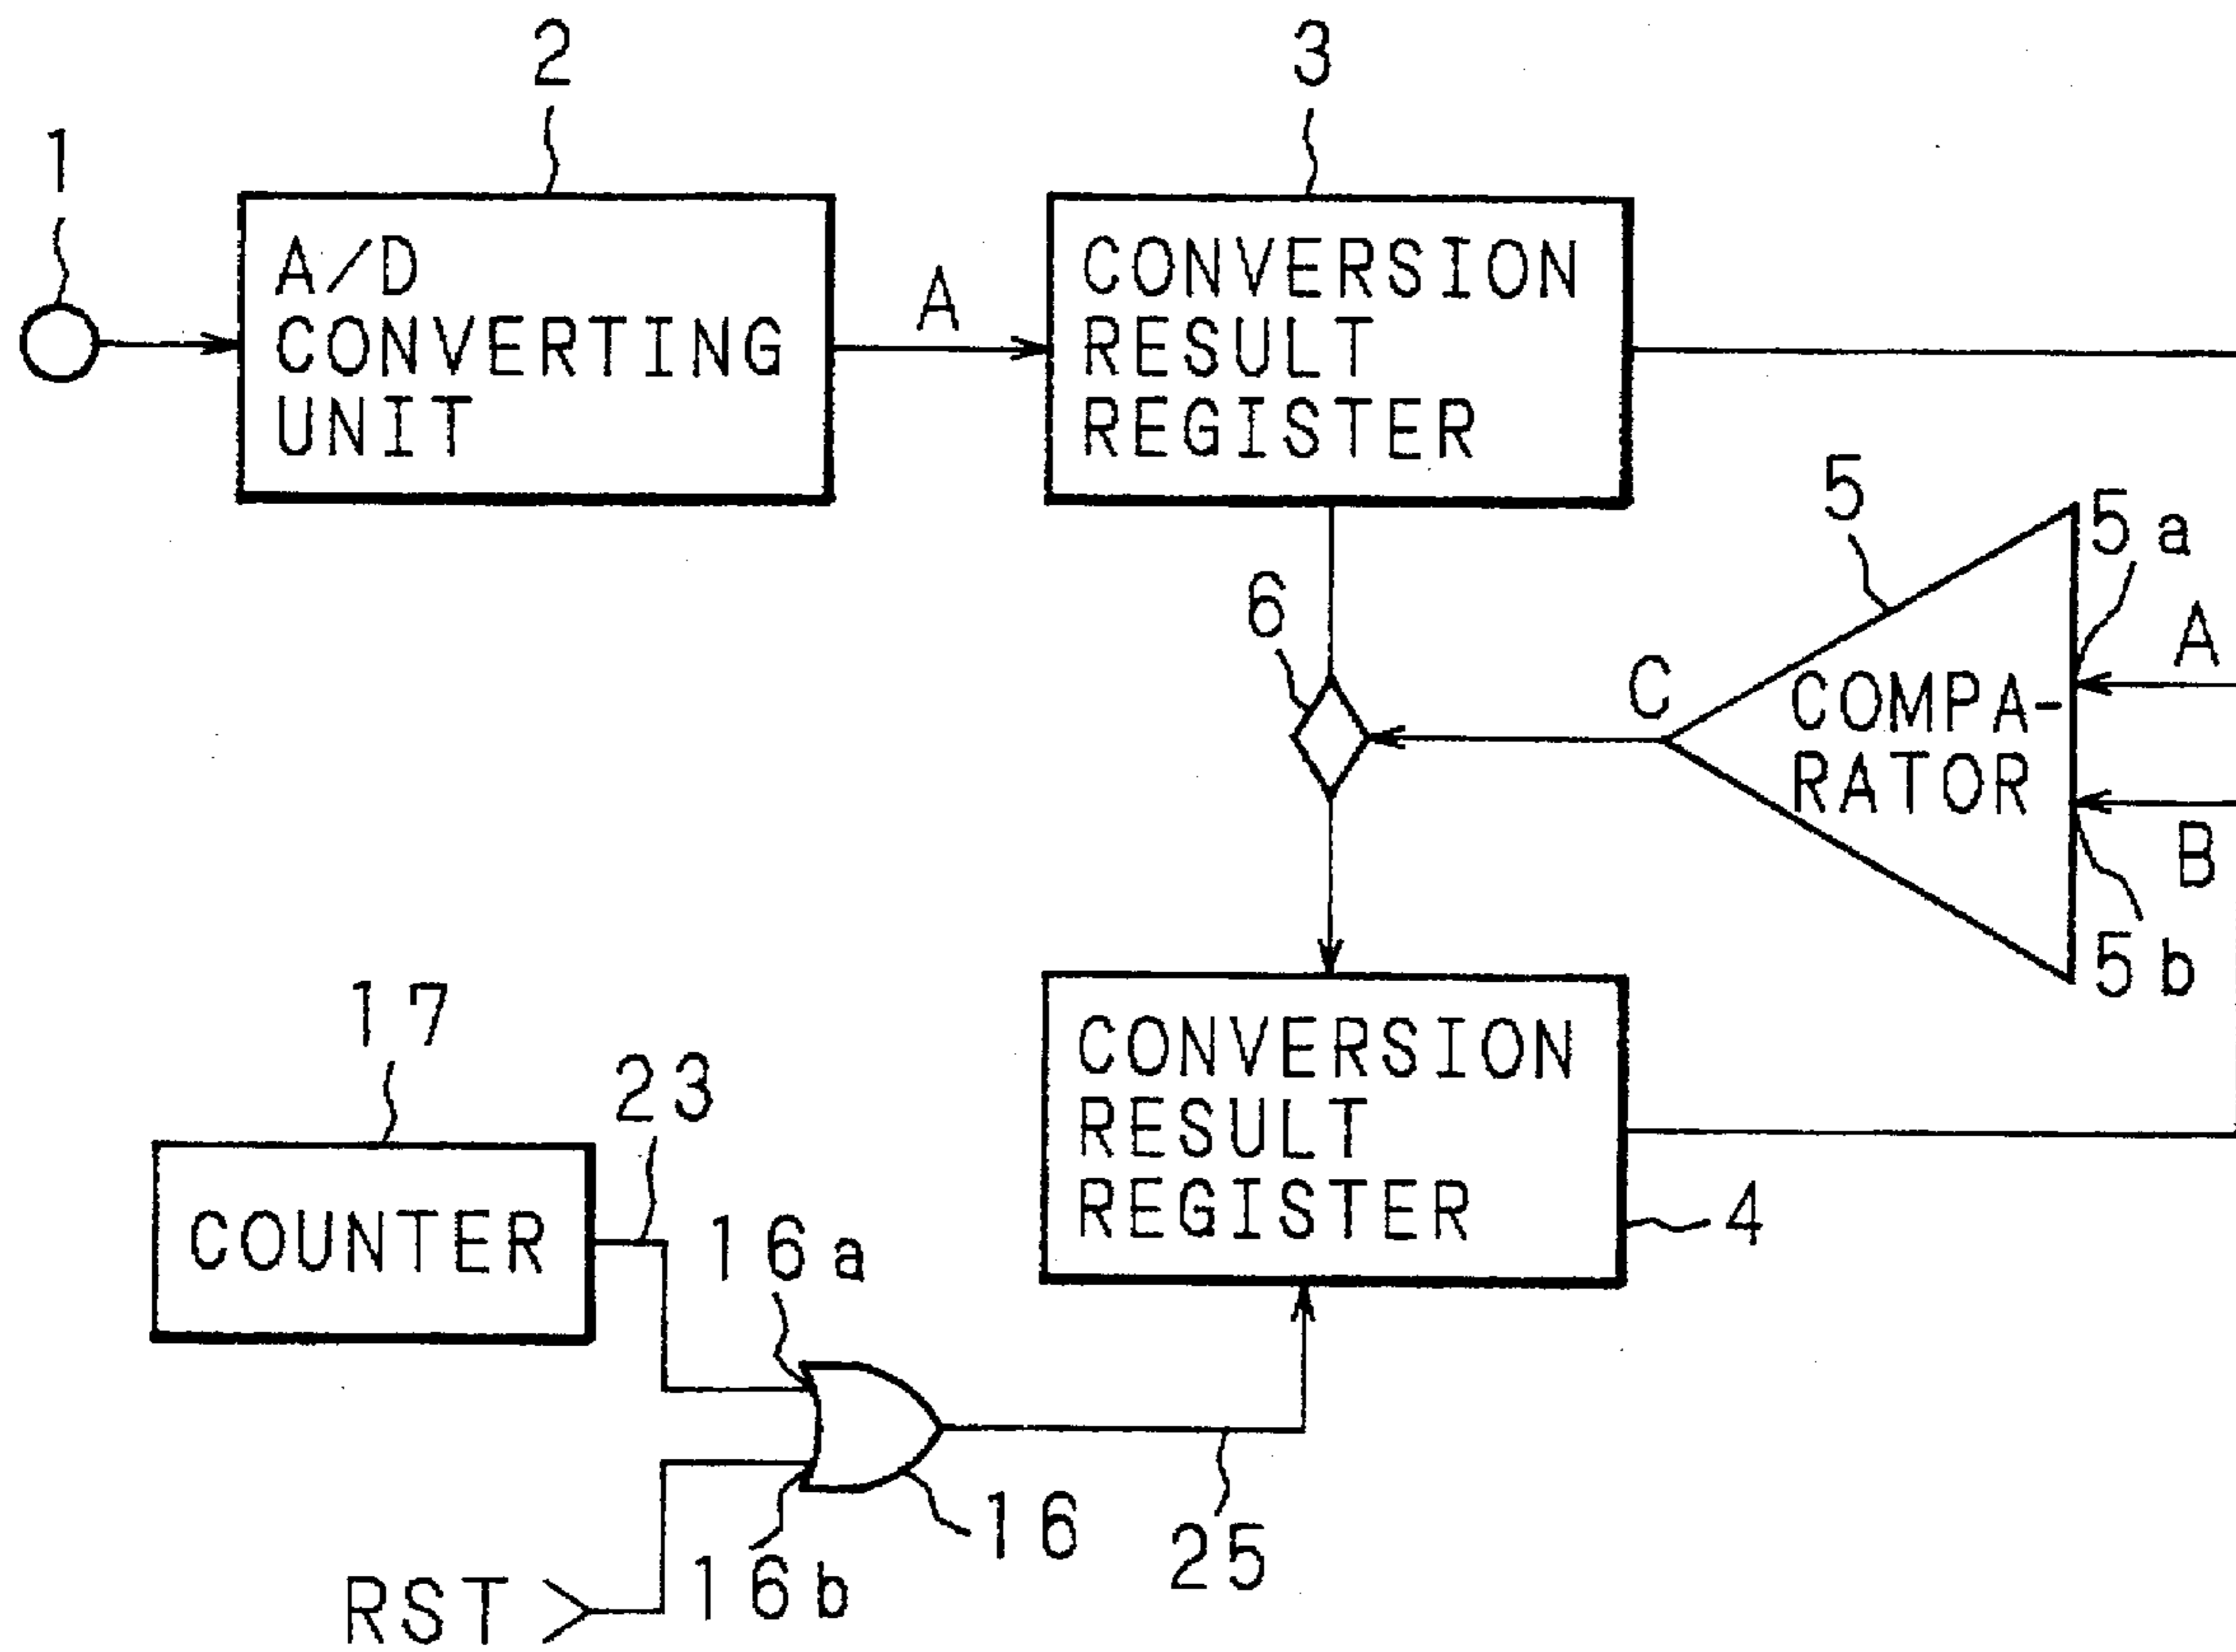 1
2
3
A/D
CONVERTING
UNIT
A
CONVERSION
RESULT
REGISTER
5
5a
6
C
COMPA-
RATOR
A
B
5b
17
23
COUNTER
CONVERSION
RESULT
REGISTER
4
16a
16
16b
25
RST